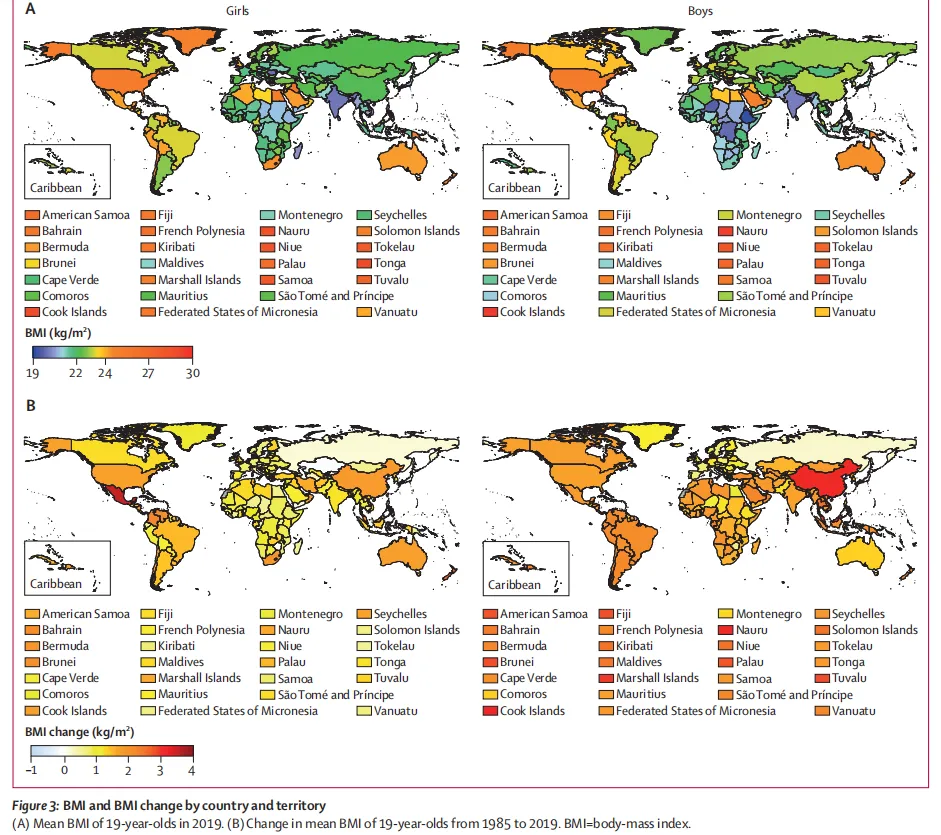 A
Girls
Boys
Caribbean
Caribbean
American Samoa Fiji Montenegro Seychelles
Bahrain French Polynesia Nauru Solomon Islands
Bermuda Kiribati Niue Tokelau
Brunei Maldives Palau Tonga
Cape Verde Marshall Islands Samoa Tuvalu
Comoros Mauritius São Tomé and Príncipe
Cook Islands Federated States of Micronesia Vanuatu
American Samoa Fiji Montenegro Seychelles
Bahrain French Polynesia Nauru Solomon Islands
Bermuda Kiribati Niue Tokelau
Brunei Maldives Palau Tonga
Cape Verde Marshall Islands Samoa Tuvalu
Comoros Mauritius São Tomé and Príncipe
Cook Islands Federated States of Micronesia Vanuatu
BMI (kg/m²)
19 22 24 27 30
B
Caribbean
Caribbean
American Samoa Fiji Montenegro Seychelles
Bahrain French Polynesia Nauru Solomon Islands
Bermuda Kiribati Niue Tokelau
Brunei Maldives Palau Tonga
Cape Verde Marshall Islands Samoa Tuvalu
Comoros Mauritius São Tomé and Príncipe
Cook Islands Federated States of Micronesia Vanuatu
American Samoa Fiji Montenegro Seychelles
Bahrain French Polynesia Nauru Solomon Islands
Bermuda Kiribati Niue Tokelau
Brunei Maldives Palau Tonga
Cape Verde Marshall Islands Samoa Tuvalu
Comoros Mauritius São Tomé and Príncipe
Cook Islands Federated States of Micronesia Vanuatu
BMI change (kg/m²)
–1 0 1 2 3 4
Figure 3: BMI and BMI change by country and territory
(A) Mean BMI of 19-year-olds in 2019. (B) Change in mean BMI of 19-year-olds from 1985 to 2019. BMI=body-mass index.